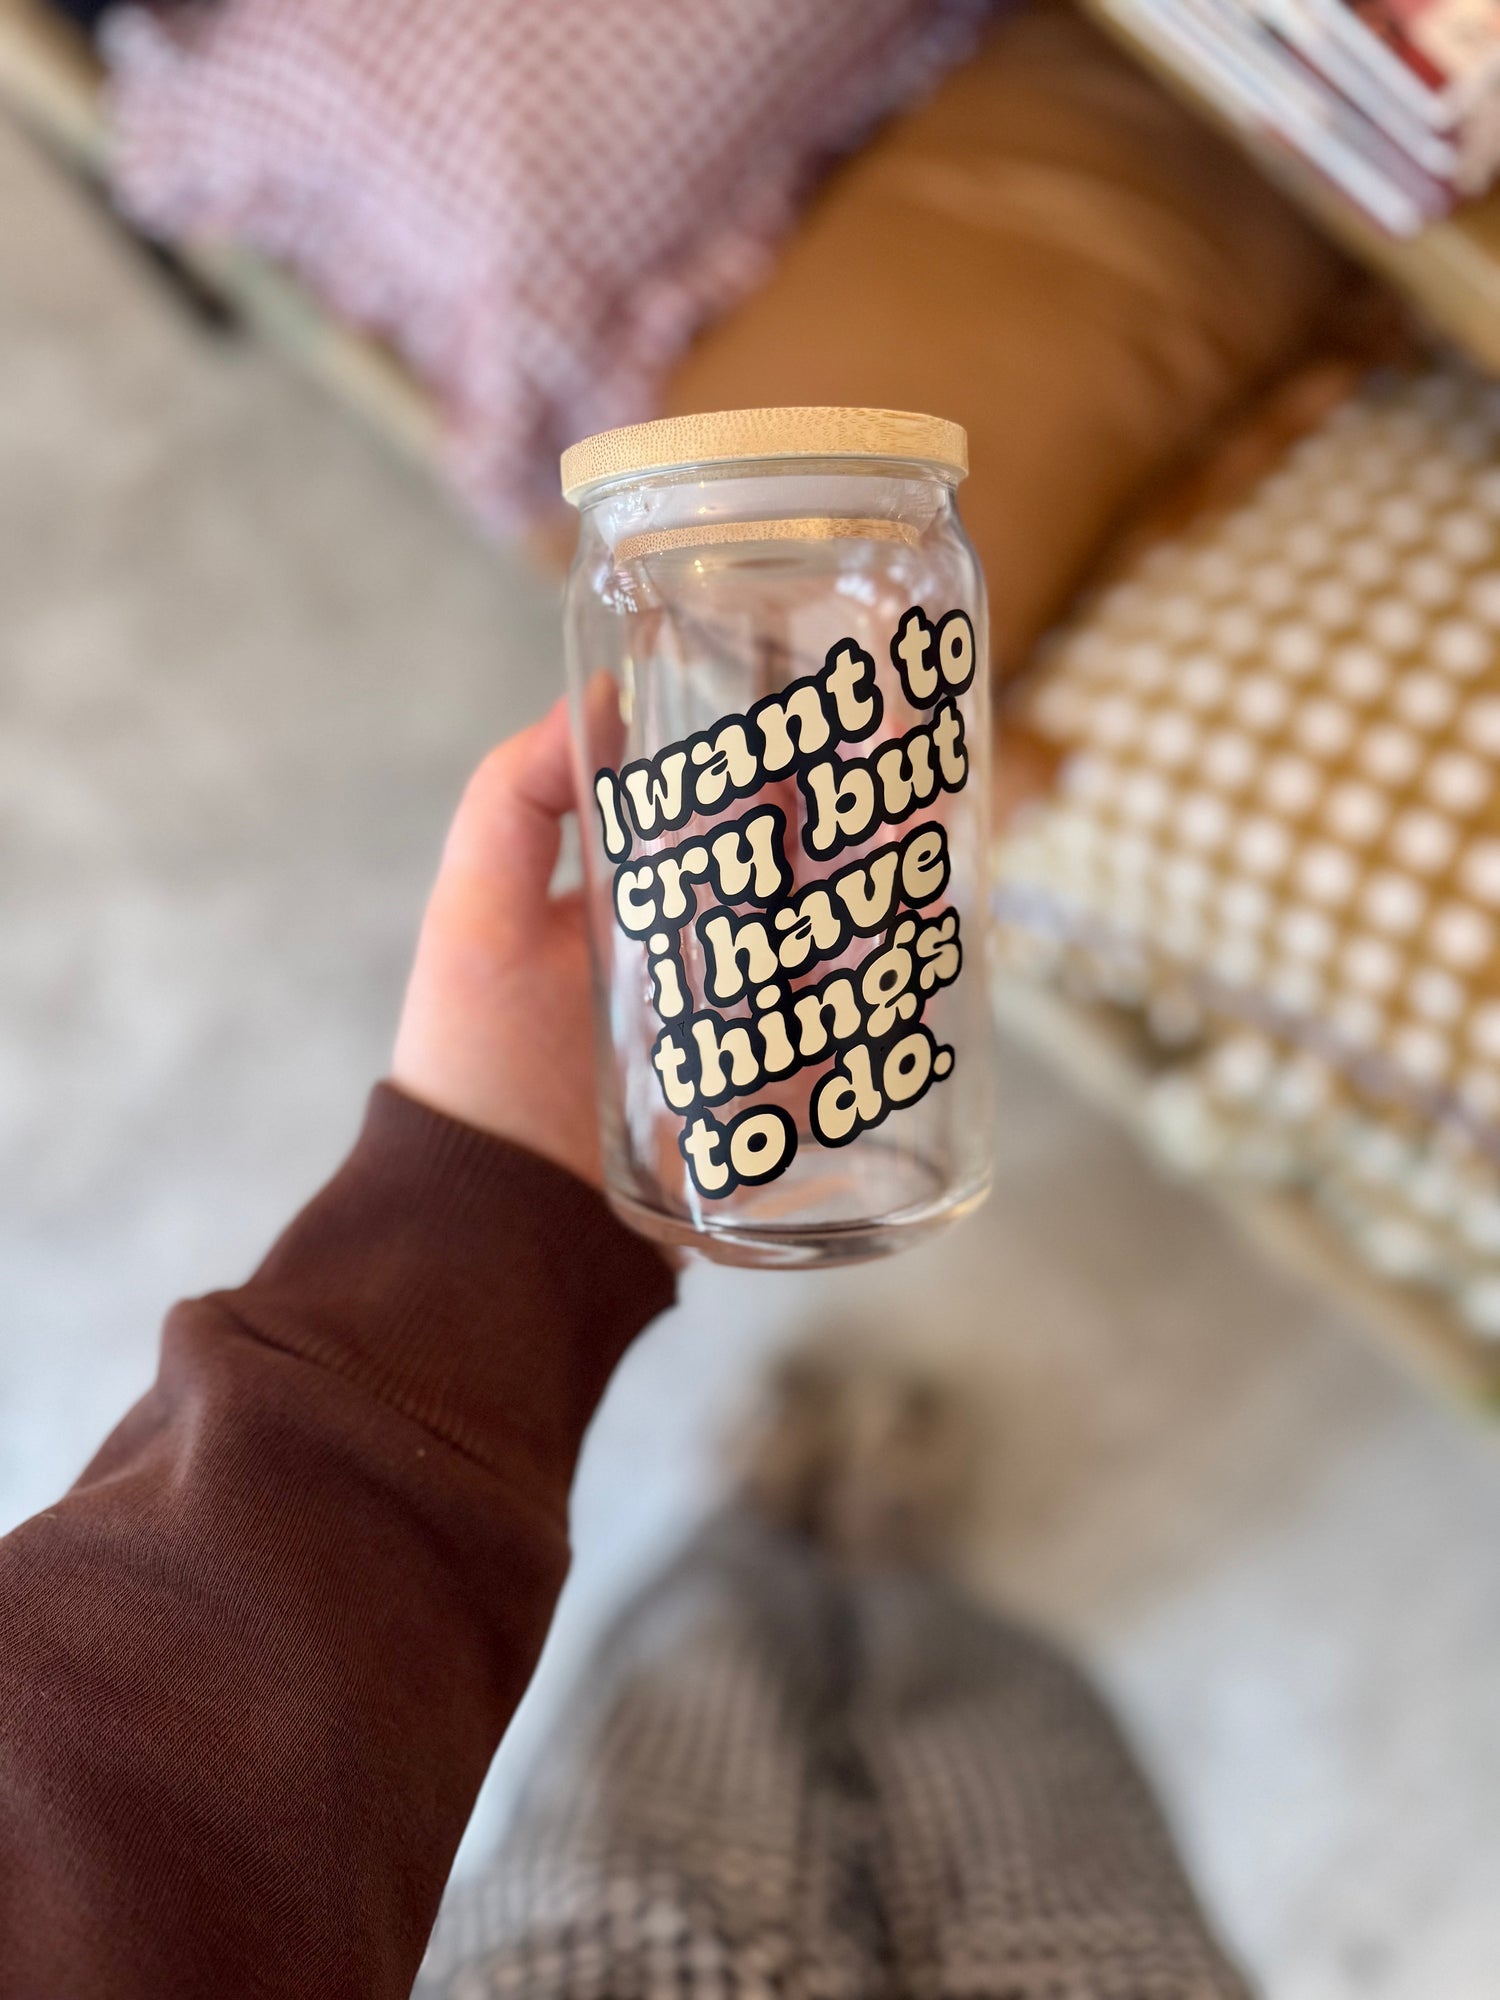 I want to
cry but
i have
things
to do.